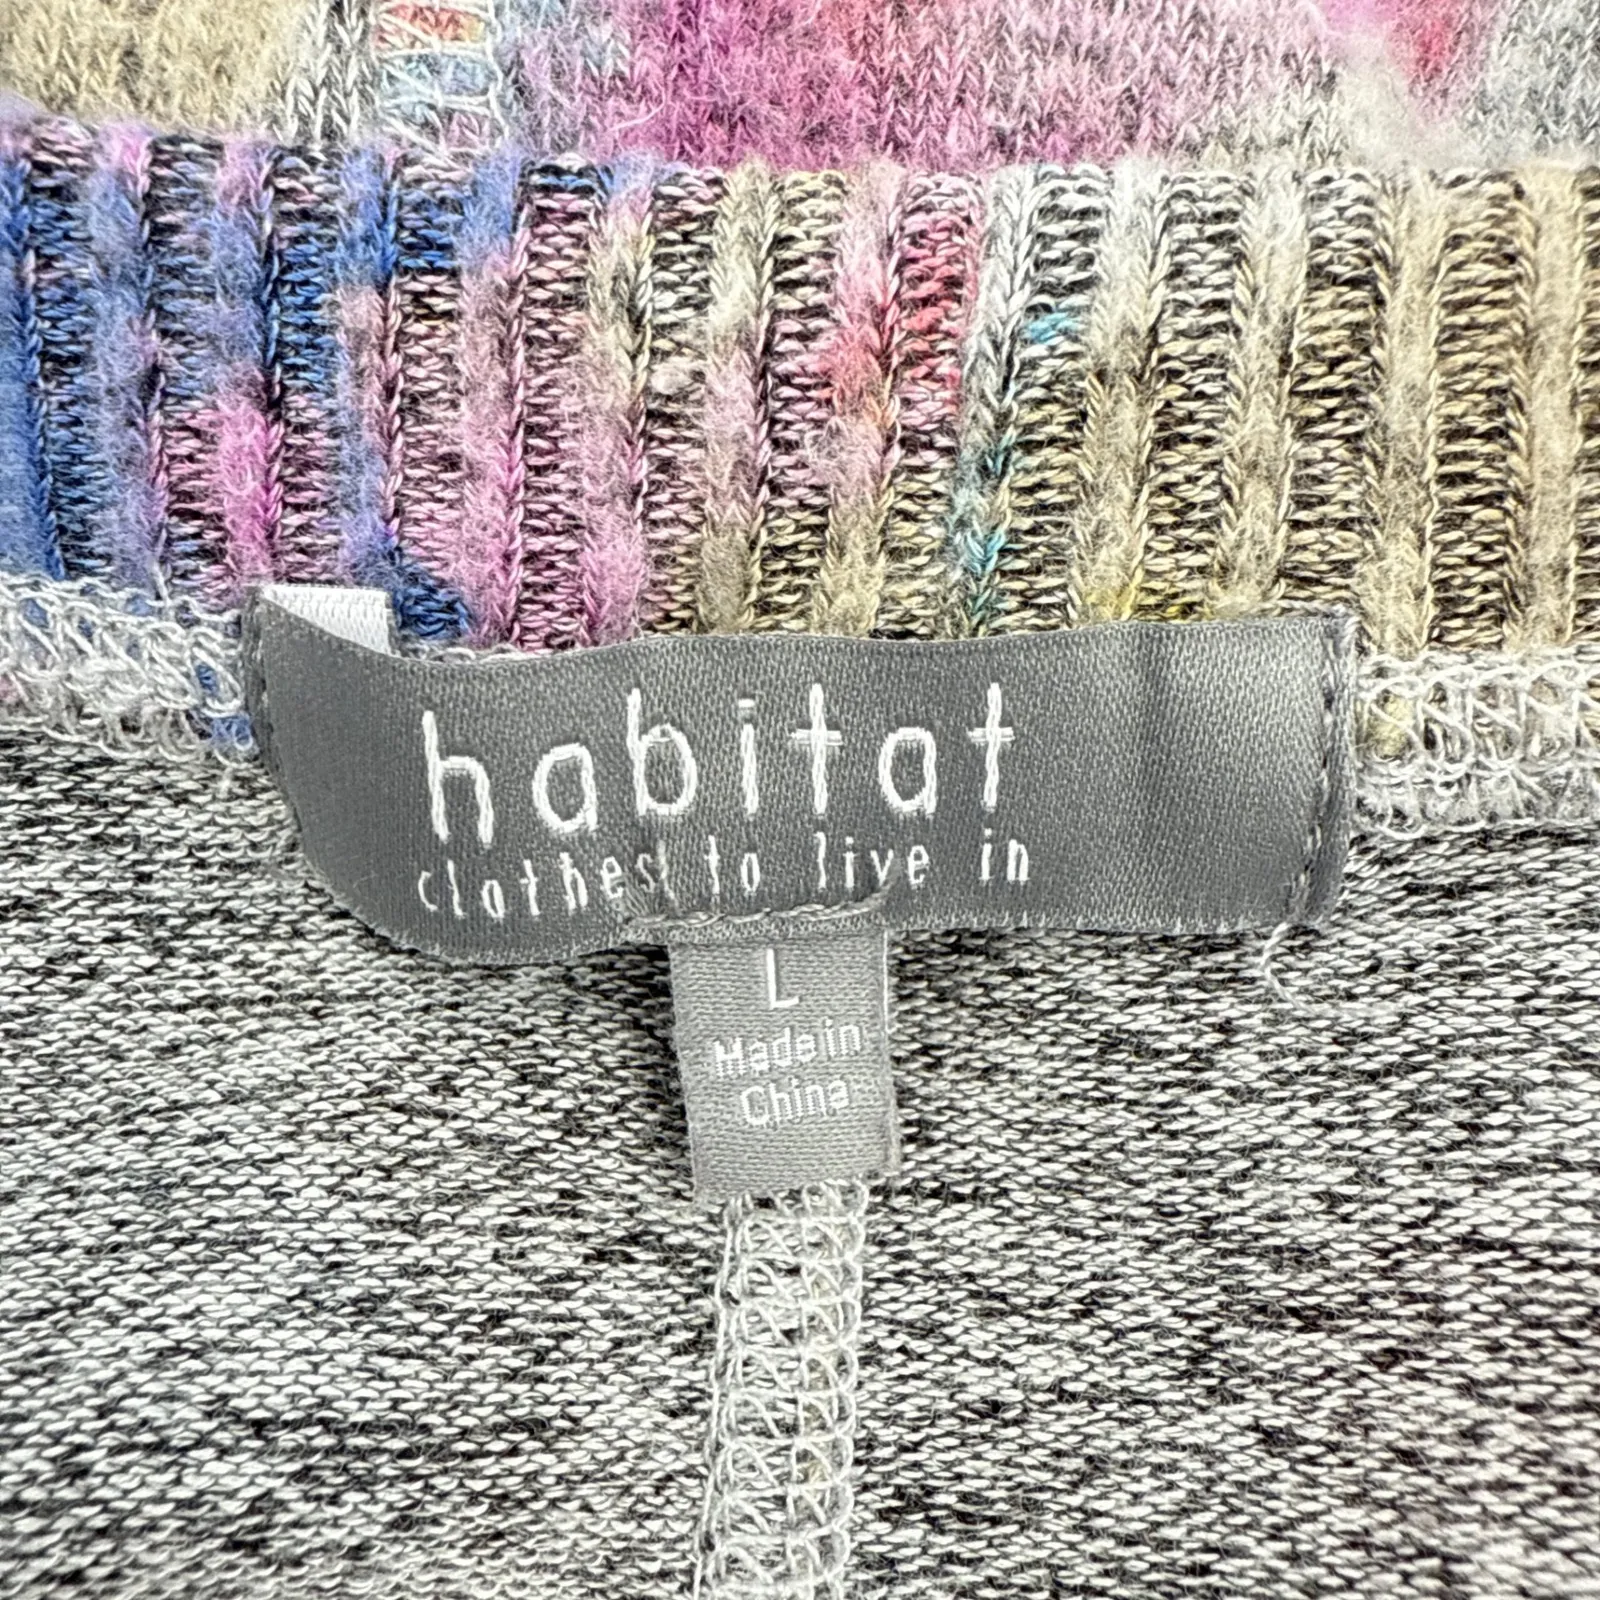 habitat
clothes to live in
L
Made in
China